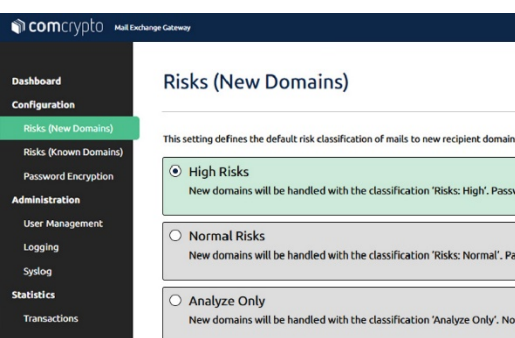 comcrypto Mail Exchange Gateway
Dashboard
Configuration
Risks (New Domains)
Risks (Known Domains)
Password Encryption
Administration
User Management
Logging
Syslog
Statistics
Transactions
Risks (New Domains)
This setting defines the default risk classification of mails to new recipient domain
High Risks
New domains will be handled with the classification 'Risks: High'. Passw
Normal Risks
New domains will be handled with the classification 'Risks: Normal'. Pa
Analyze Only
New domains will be handled with the classification 'Analyze Only'. No